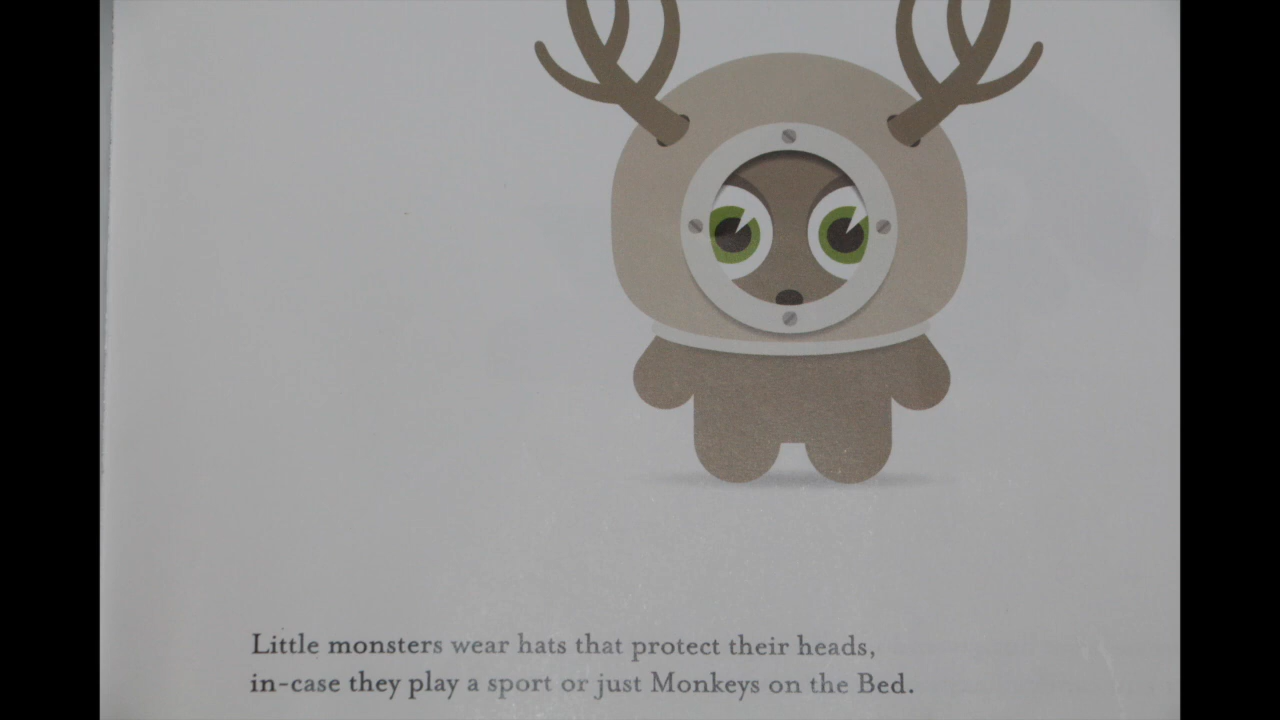 Little monsters wear hats that protect their heads,
in-case they play a sport or just Monkeys on the Bed.